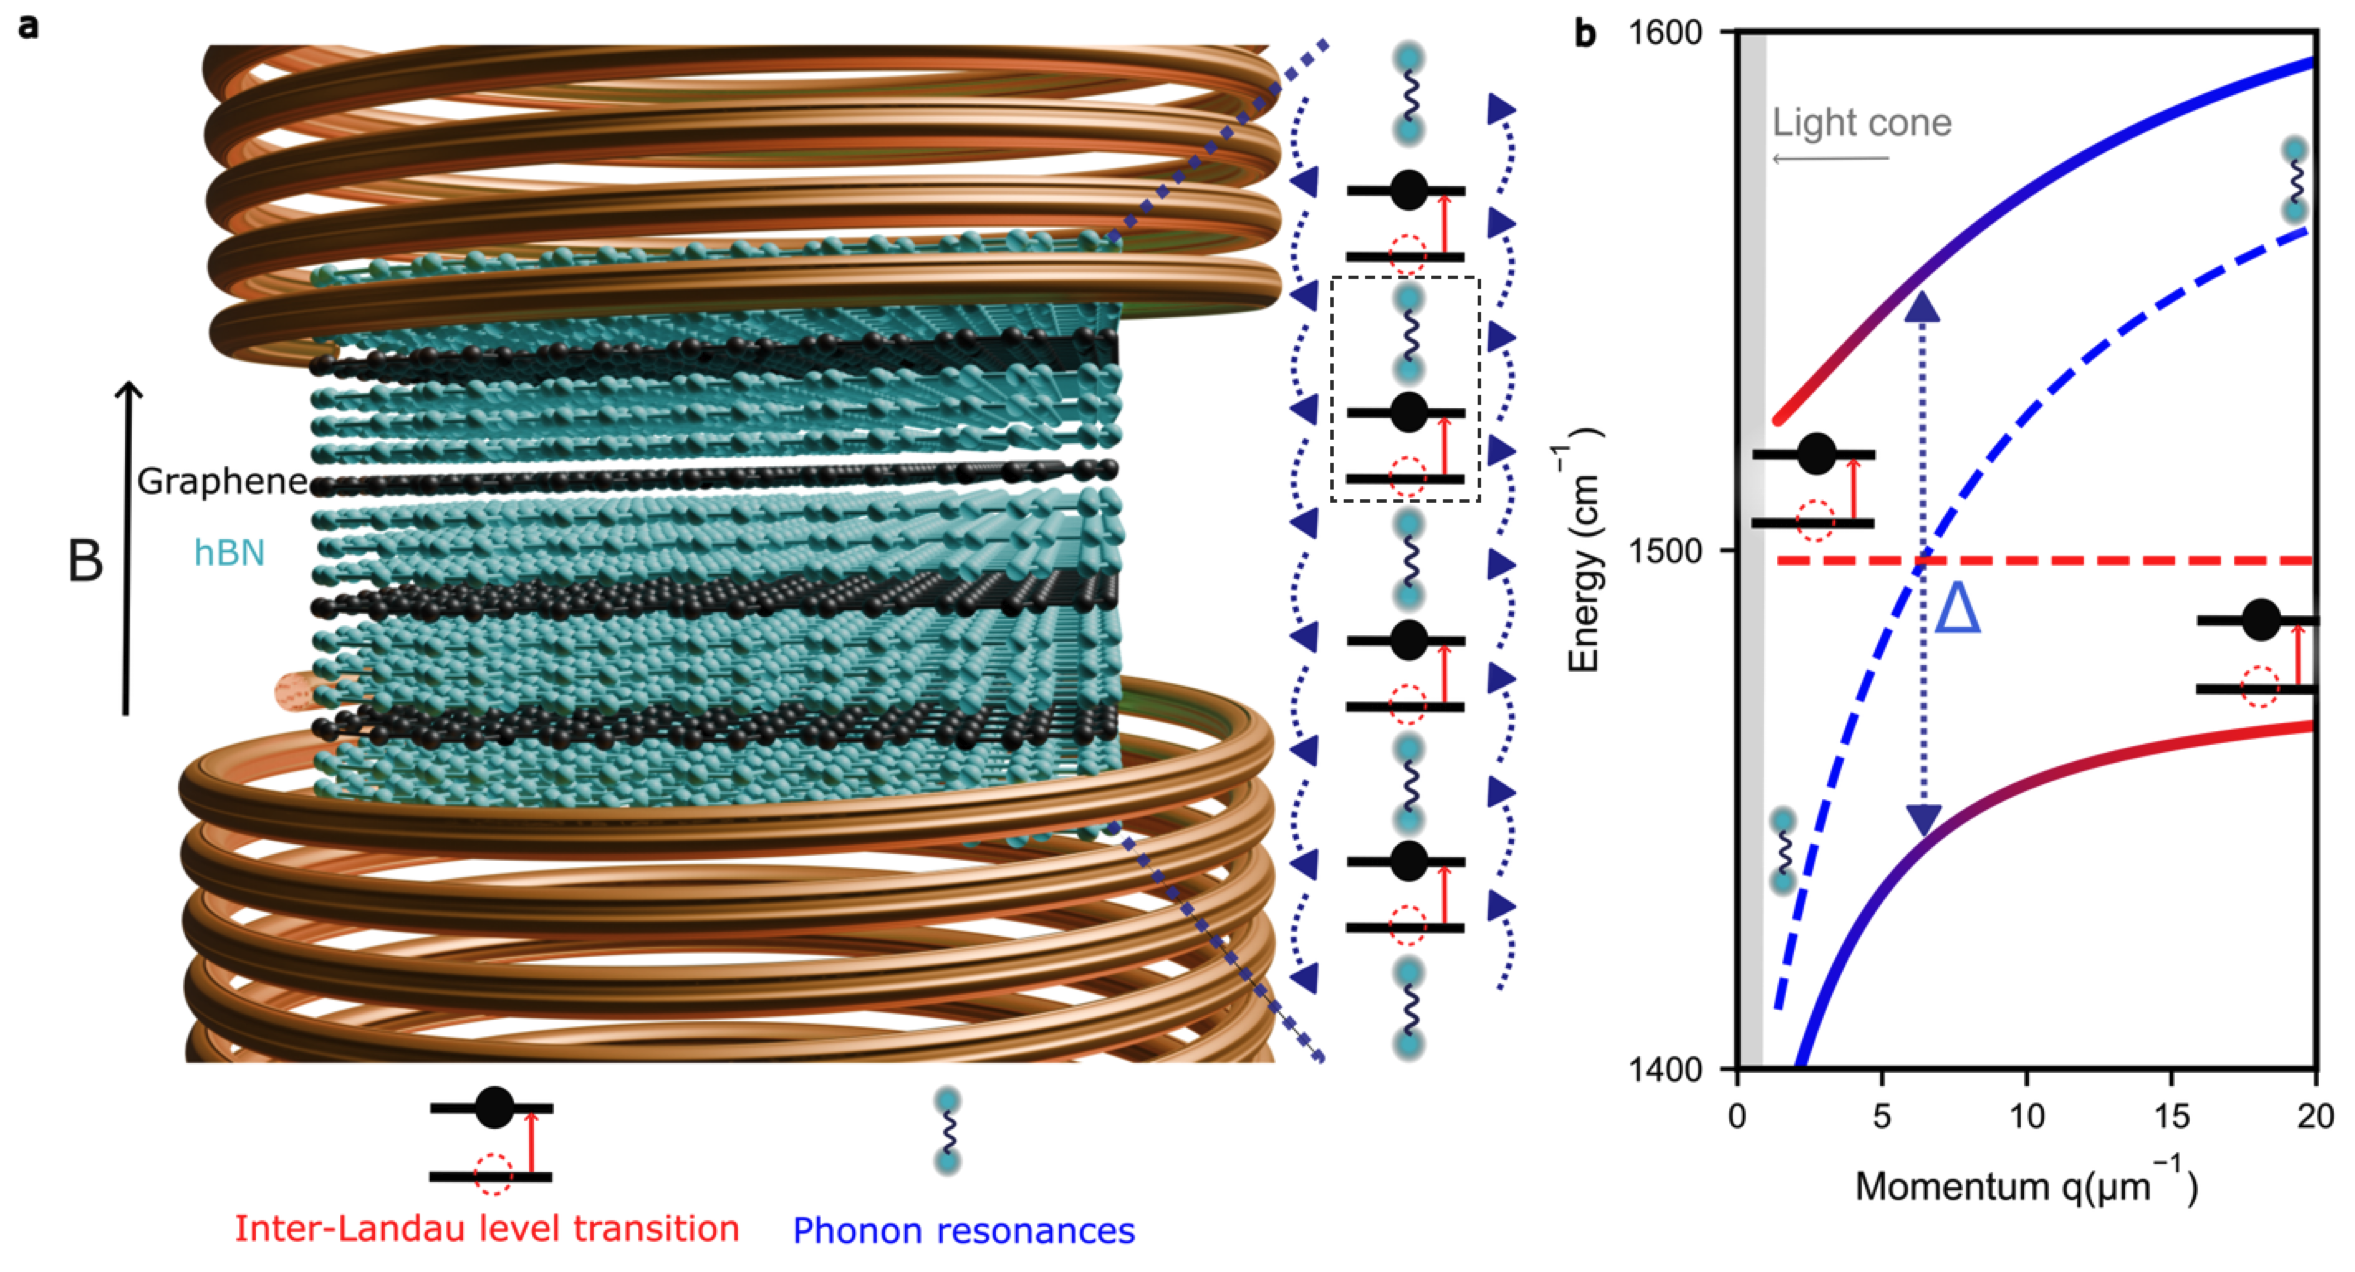 a
B
Graphene
hBN
Inter-Landau level transition
Phonon resonances
b
1600
1500
1400
Energy (cm⁻¹)
Light cone
Δ
0 5 10 15 20
Momentum q(μm⁻¹)